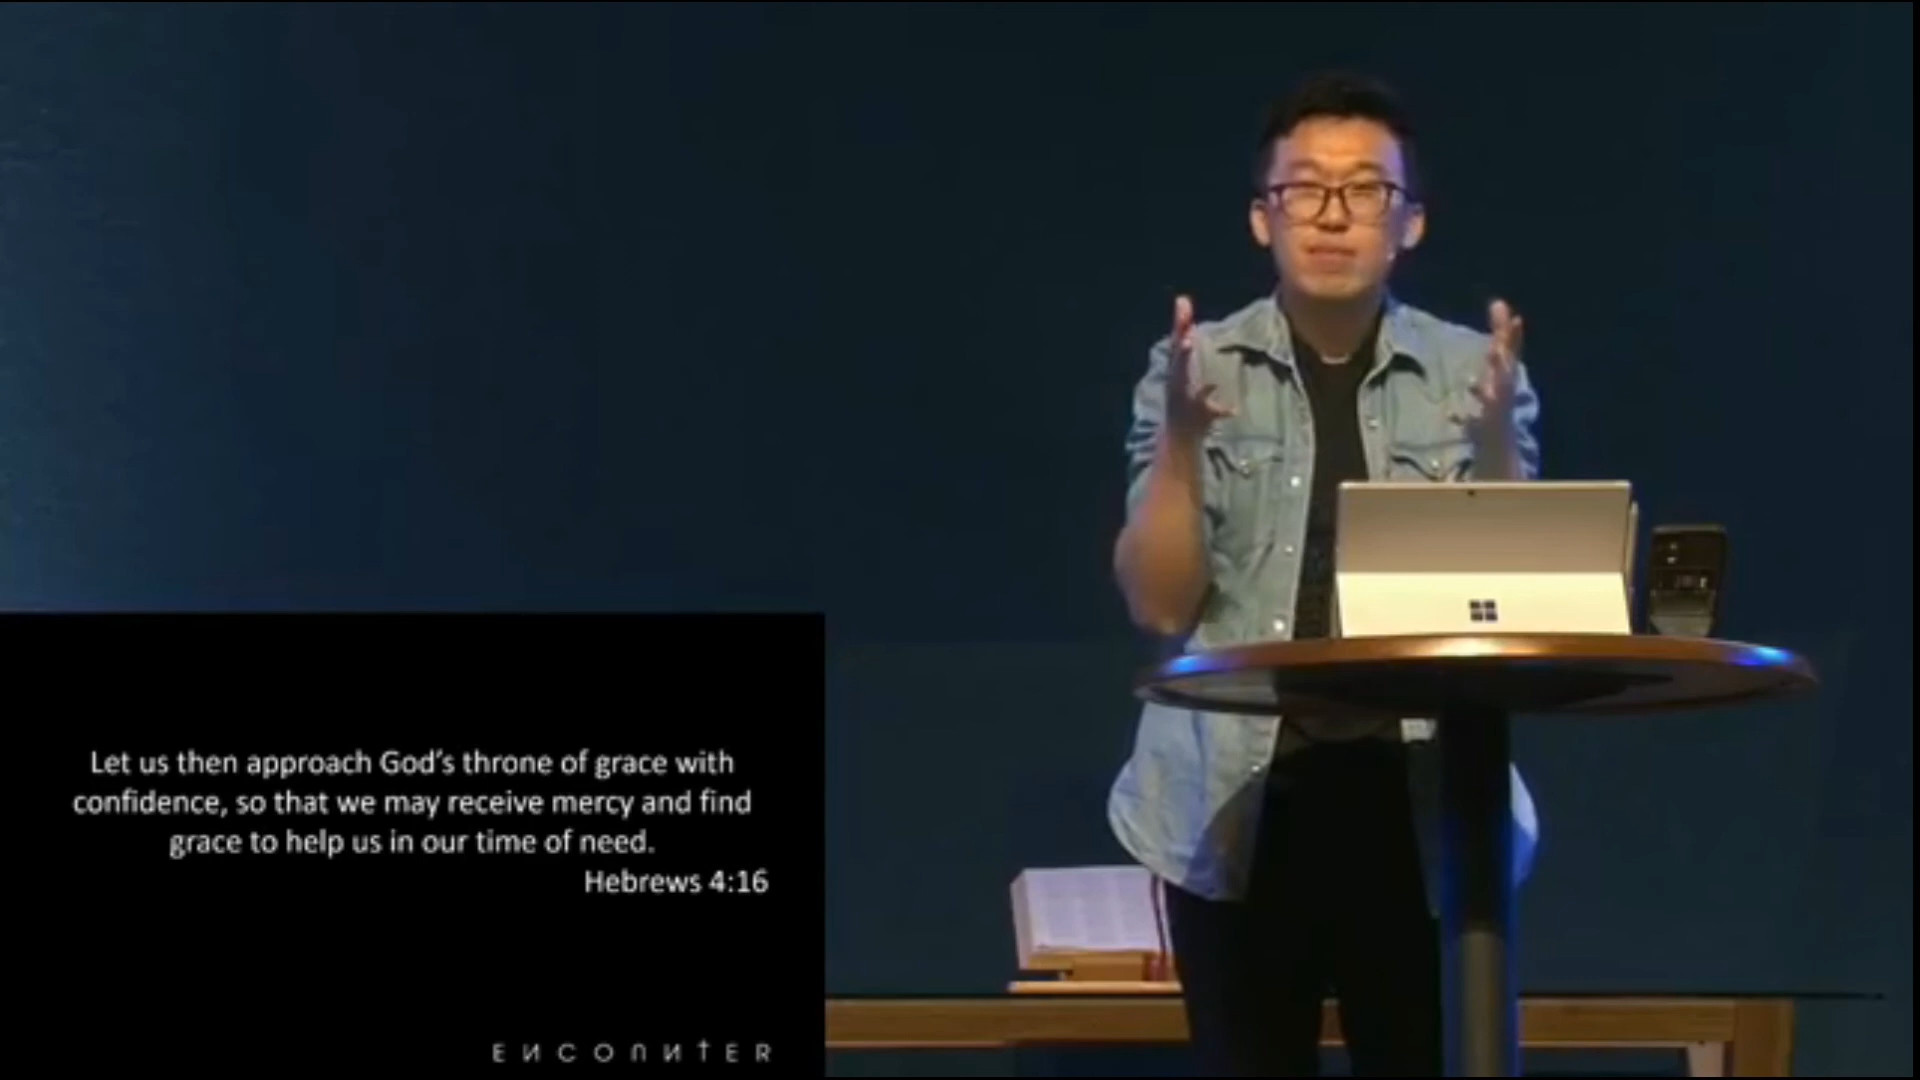 Let us then approach God's throne of grace with
confidence, so that we may receive mercy and find
grace to help us in our time of need.
Hebrews 4:16
ENCOUNTER